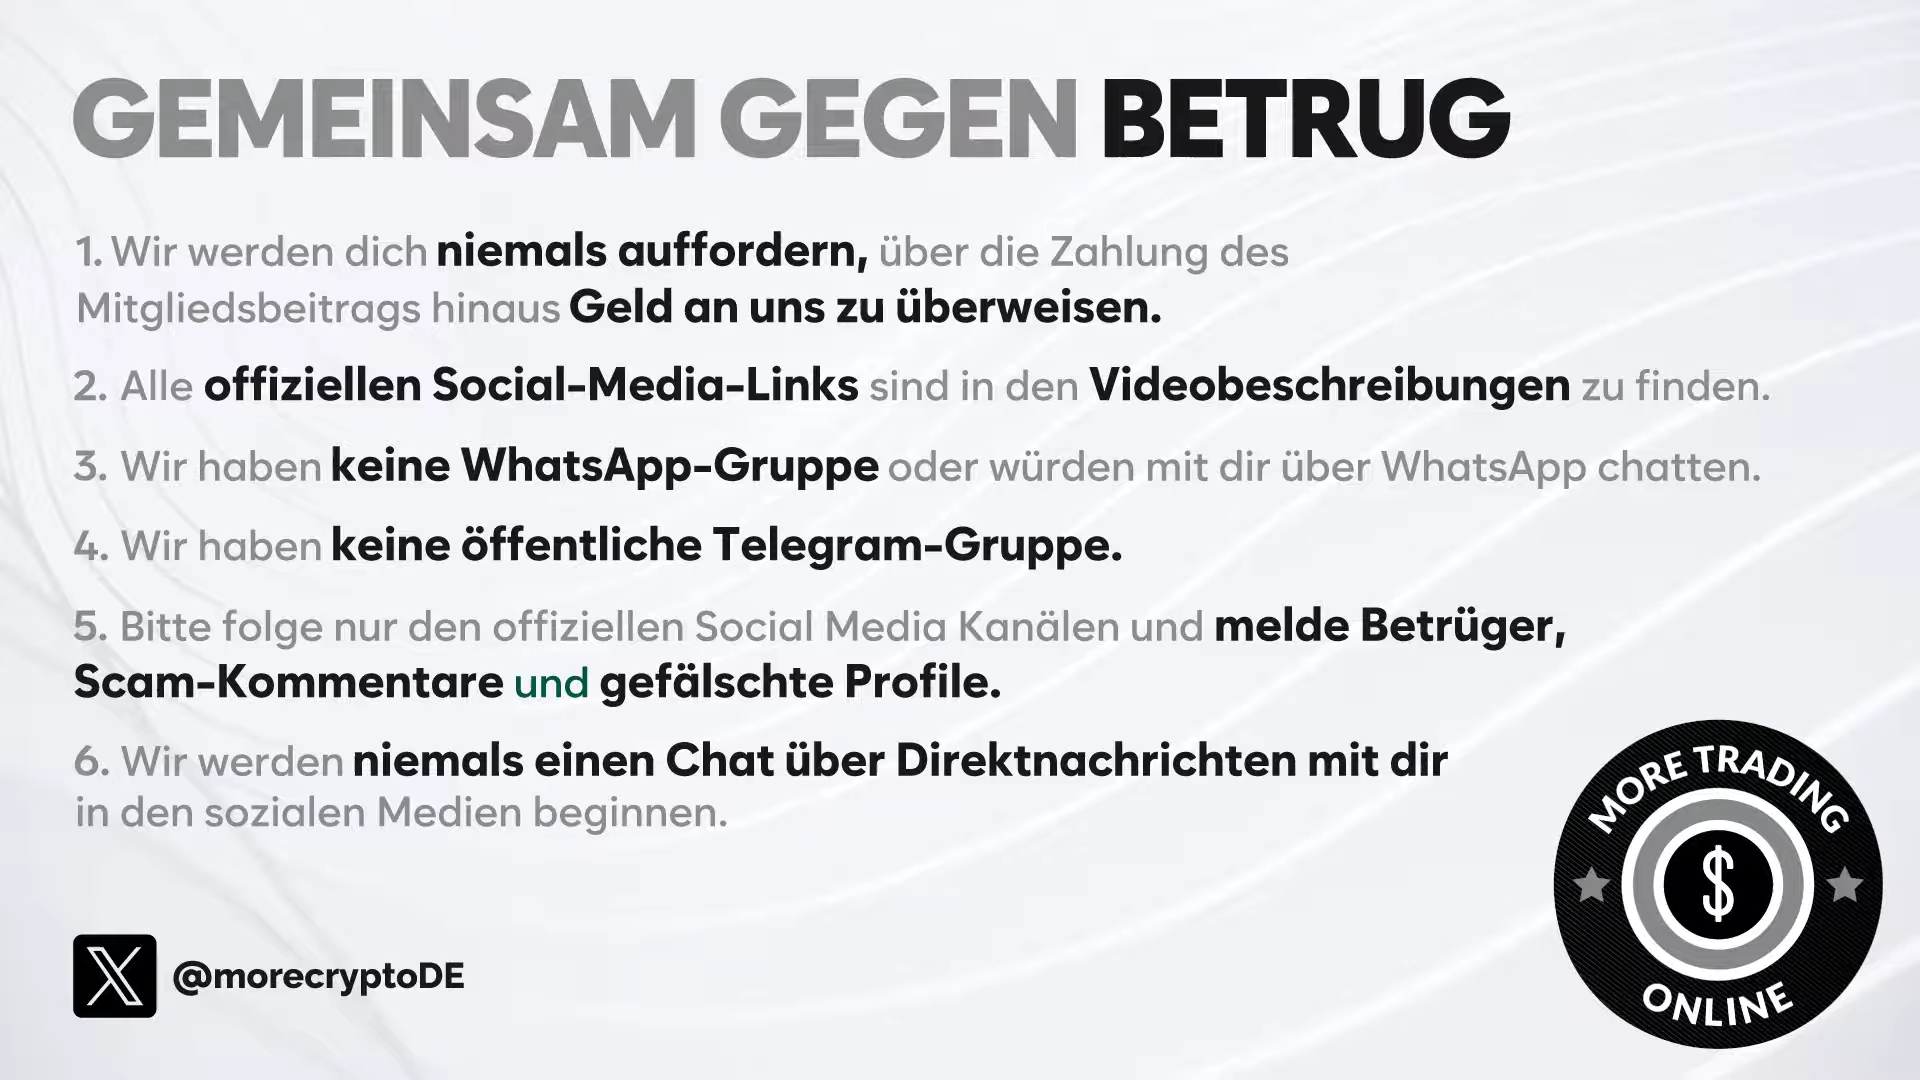 GEMEINSAM GEGEN BETRUG
1. Wir werden dich niemals auffordern, über die Zahlung des
Mitgliedsbeitrags hinaus Geld an uns zu überweisen.
2. Alle offiziellen Social-Media-Links sind in den Videobeschreibungen zu finden.
3. Wir haben keine WhatsApp-Gruppe oder würden mit dir über WhatsApp chatten.
4. Wir haben keine öffentliche Telegram-Gruppe.
5. Bitte folge nur den offiziellen Social Media Kanälen und melde Betrüger,
Scam-Kommentare und gefälschte Profile.
6. Wir werden niemals einen Chat über Direktnachrichten mit dir
in den sozialen Medien beginnen.
@morecryptoDE
MORE TRADING
$
ONLINE